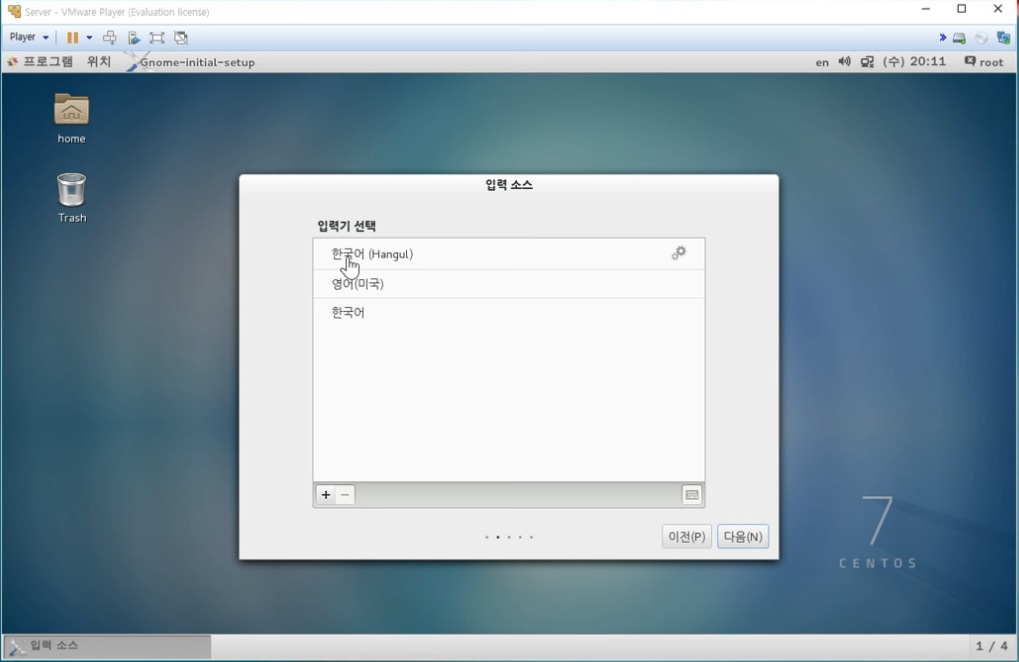 Server - VMware Player (Evaluation license)
Player
프로그램 위치 Gnome-initial-setup en (수) 20:11 root
home
Trash
입력 소스
입력기 선택
한국어 (Hangul)
영어(미국)
한국어
이전(P) 다음(N)
7
CENTOS
입력 소스 1 / 4